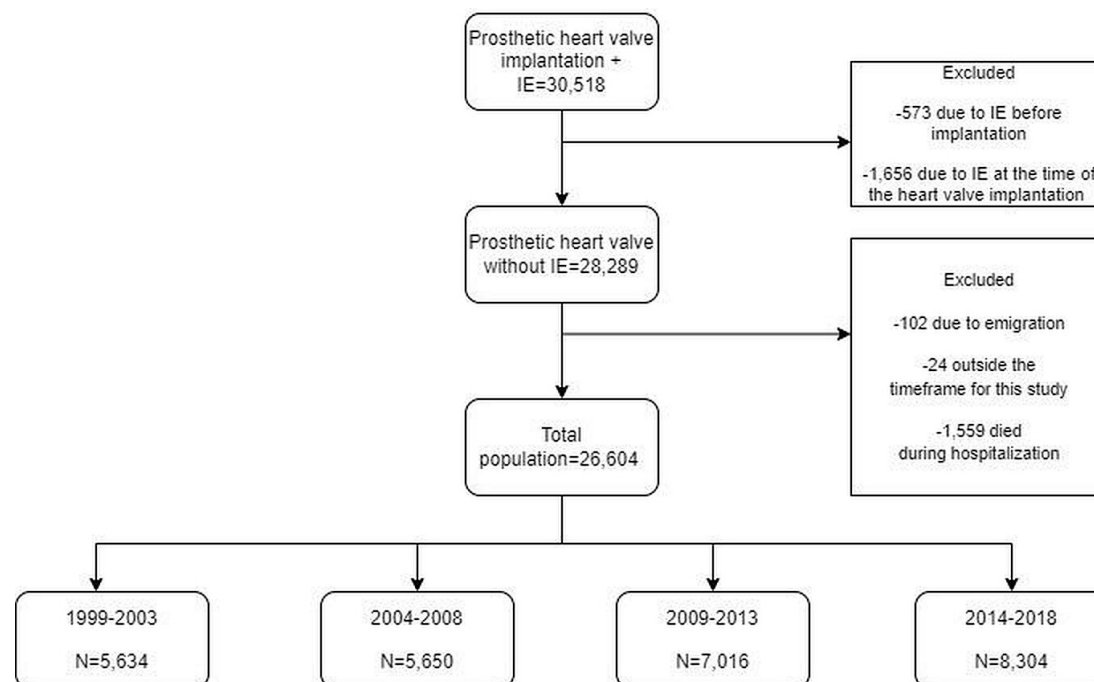 Prosthetic heart valve
implantation +
IE=30,518
Excluded
-573 due to IE before
implantation
-1,656 due to IE at the time of
the heart valve implantation
Prosthetic heart valve
without IE=28,289
Excluded
-102 due to emigration
-24 outside the
timeframe for this study
-1,559 died
during hospitalization
Total
population=26,604
1999-2003
N=5,634
2004-2008
N=5,650
2009-2013
N=7,016
2014-2018
N=8,304